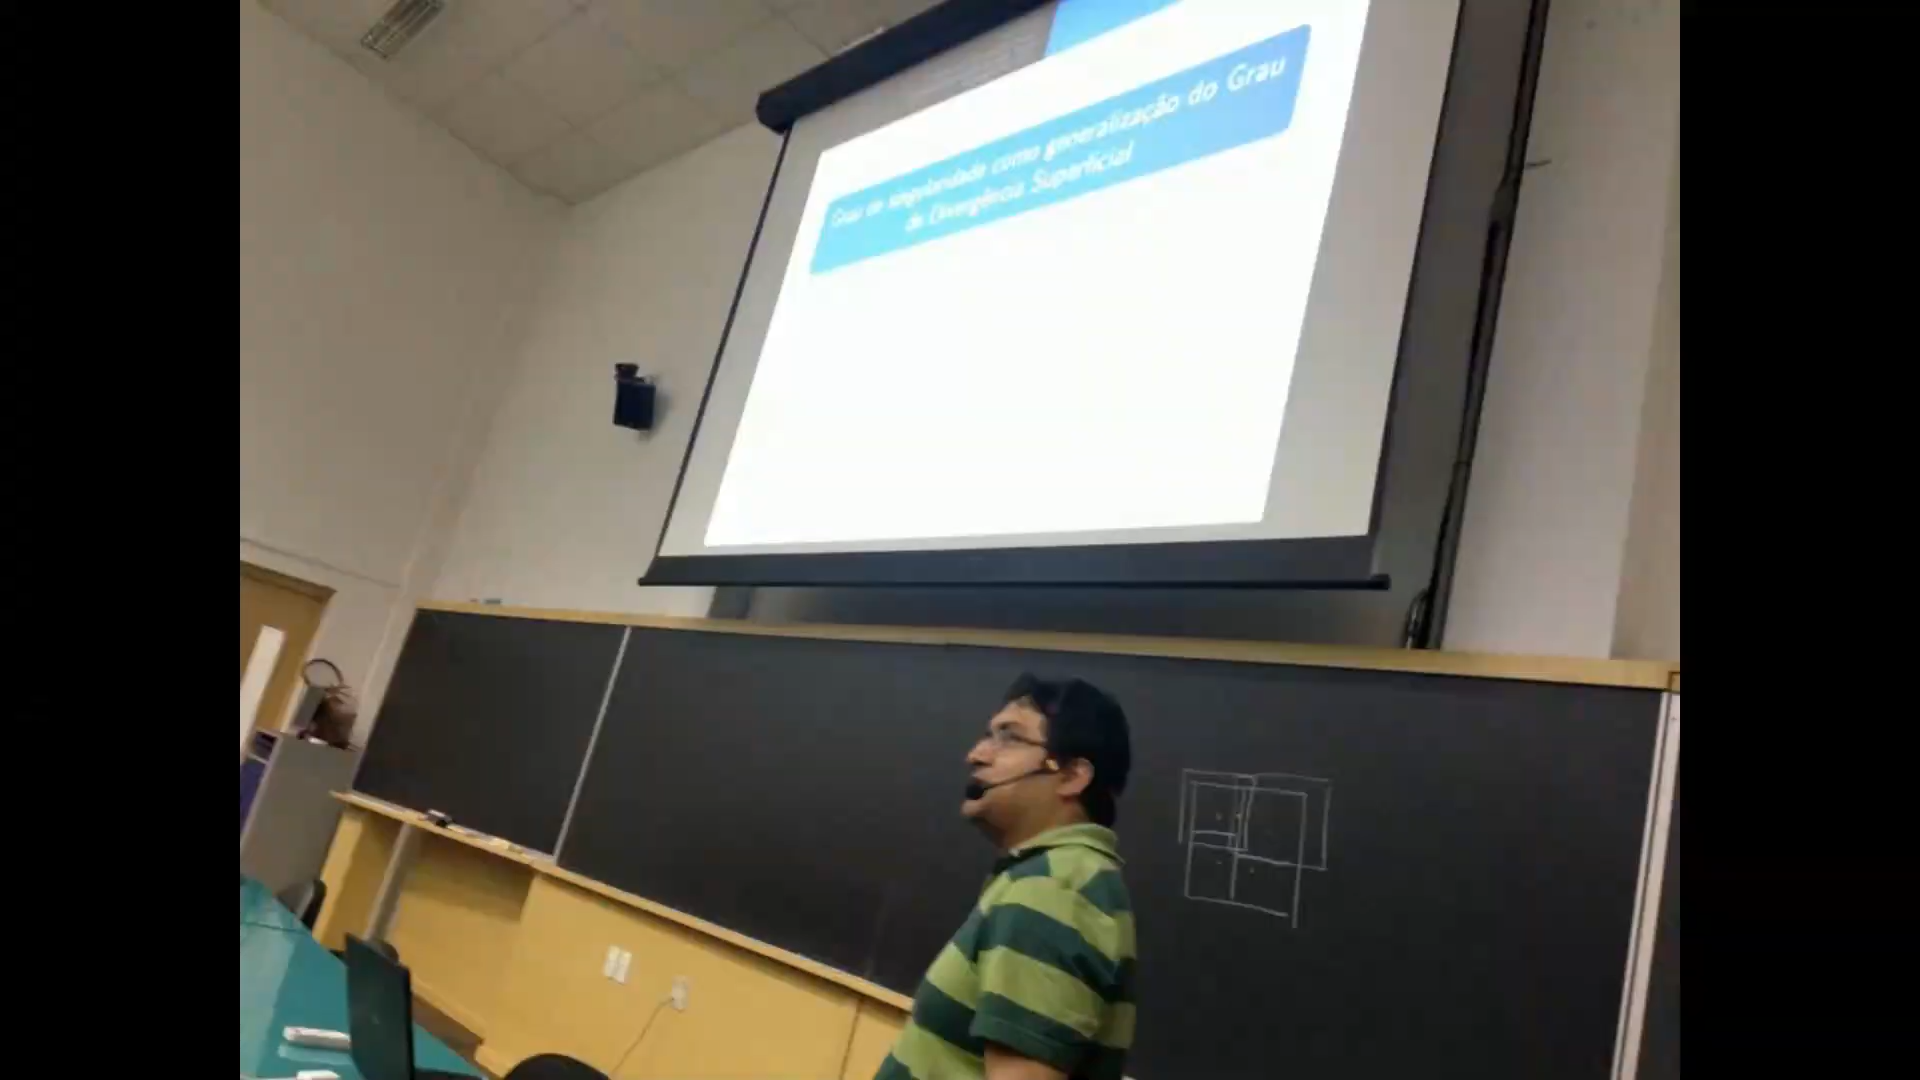 Grau de singularidade como generalização do Grau
de Divergência Superficial